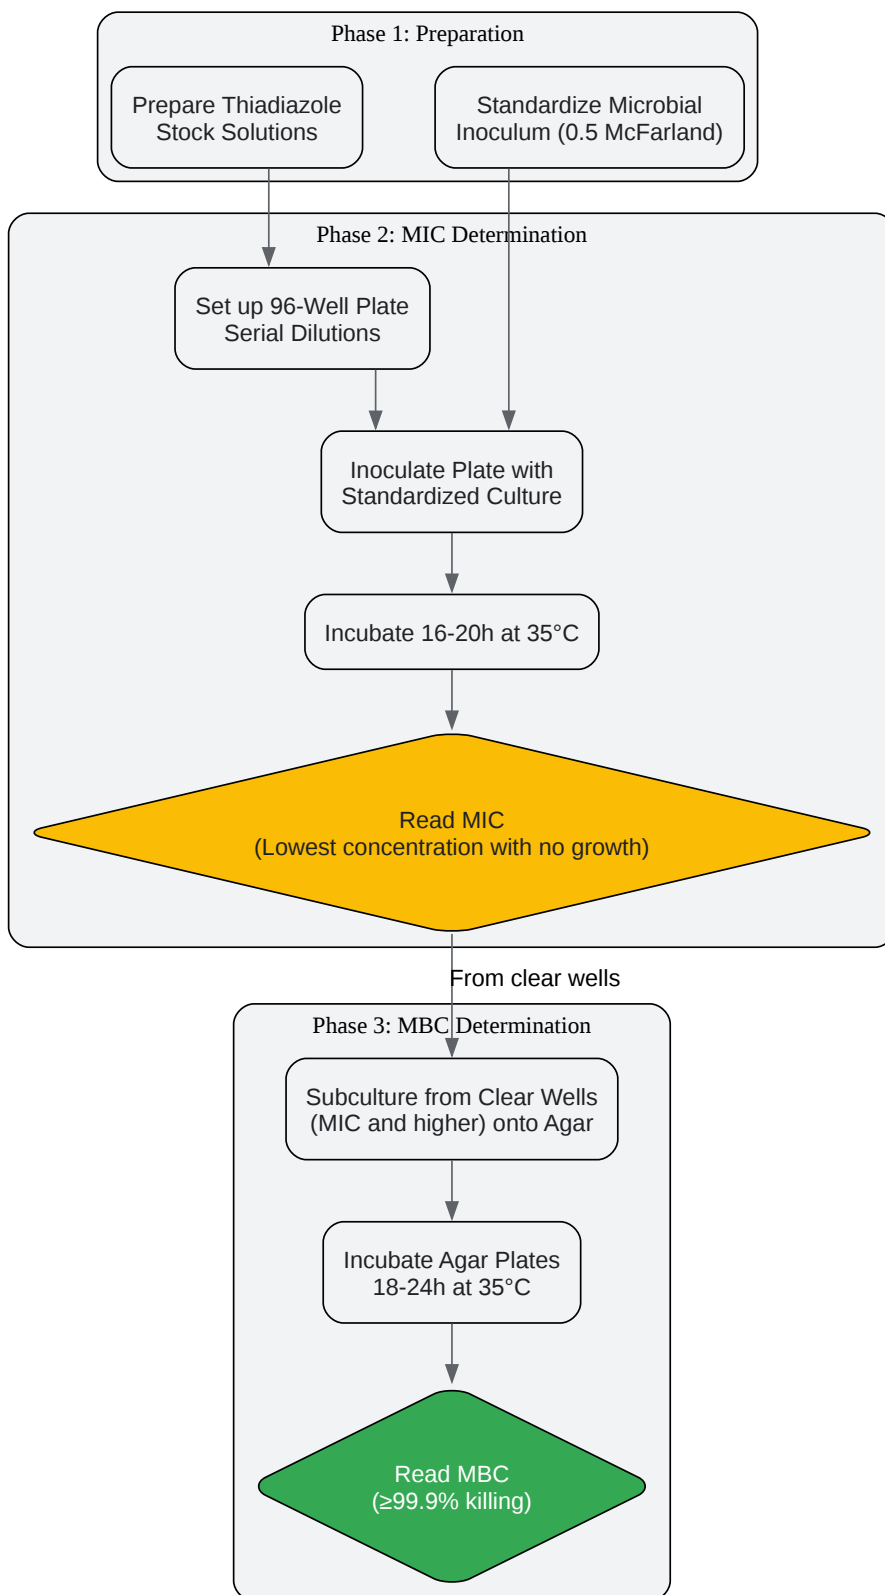 Phase 1: Preparation
Prepare Thiadiazole
Stock Solutions
Standardize Microbial
Inoculum (0.5 McFarland)
Phase 2: MIC Determination
Set up 96-Well Plate
Serial Dilutions
Inoculate Plate with
Standardized Culture
Incubate 16-20h at 35°C
Read MIC
(Lowest concentration with no growth)
From clear wells
Phase 3: MBC Determination
Subculture from Clear Wells
(MIC and higher) onto Agar
Incubate Agar Plates
18-24h at 35°C
Read MBC
(≥99.9% killing)